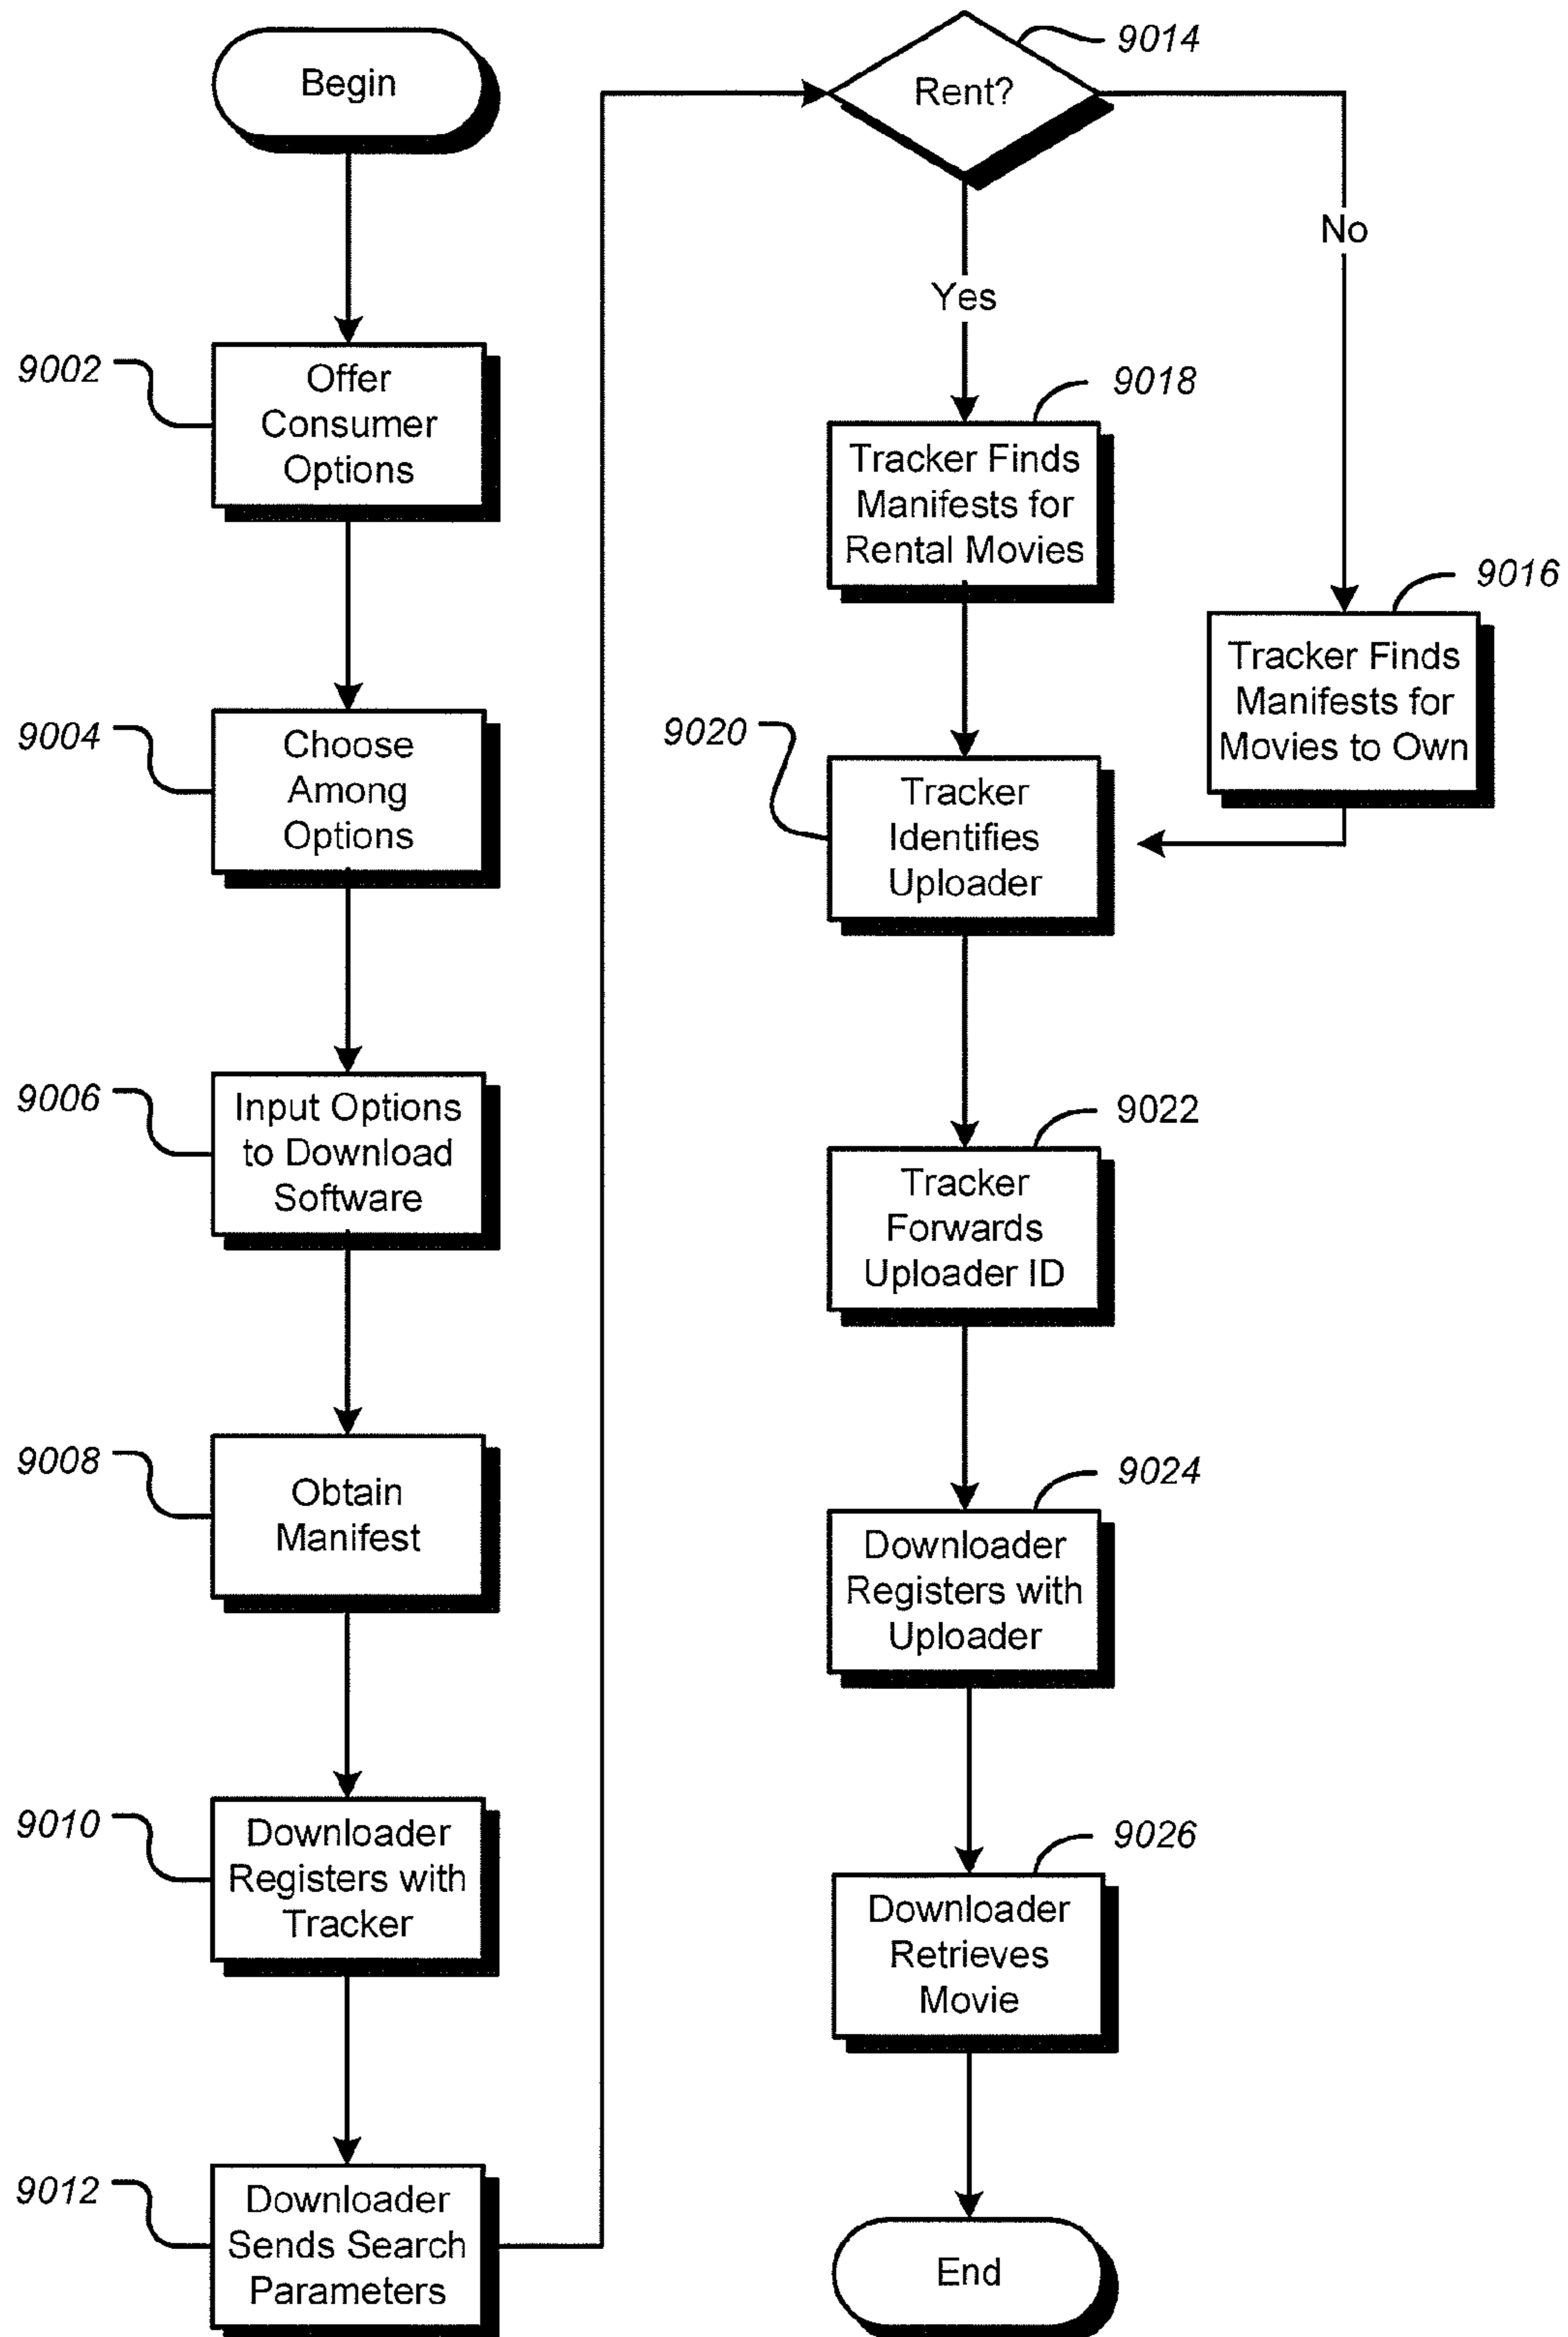 Begin
9002
Offer
Consumer
Options
9004
Choose
Among
Options
9006
Input Options
to Download
Software
9008
Obtain
Manifest
9010
Downloader
Registers with
Tracker
9012
Downloader
Sends Search
Parameters
9014
Rent?
No
Yes
9018
Tracker Finds
Manifests for
Rental Movies
9016
Tracker Finds
Manifests for
Movies to Own
9020
Tracker
Identifies
Uploader
9022
Tracker
Forwards
Uploader ID
9024
Downloader
Registers with
Uploader
9026
Downloader
Retrieves
Movie
End